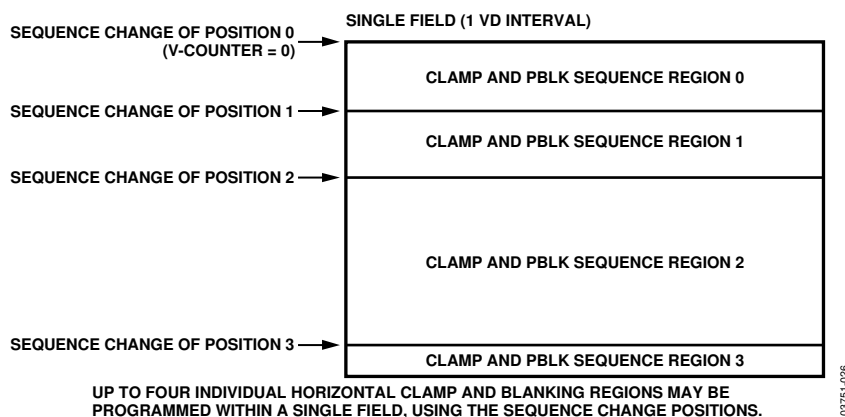 SINGLE FIELD (1 VD INTERVAL)
SEQUENCE CHANGE OF POSITION 0
(V-COUNTER = 0)
CLAMP AND PBLK SEQUENCE REGION 0
SEQUENCE CHANGE OF POSITION 1
CLAMP AND PBLK SEQUENCE REGION 1
SEQUENCE CHANGE OF POSITION 2
CLAMP AND PBLK SEQUENCE REGION 2
SEQUENCE CHANGE OF POSITION 3
CLAMP AND PBLK SEQUENCE REGION 3
UP TO FOUR INDIVIDUAL HORIZONTAL CLAMP AND BLANKING REGIONS MAY BE
PROGRAMMED WITHIN A SINGLE FIELD, USING THE SEQUENCE CHANGE POSITIONS.
03751-026